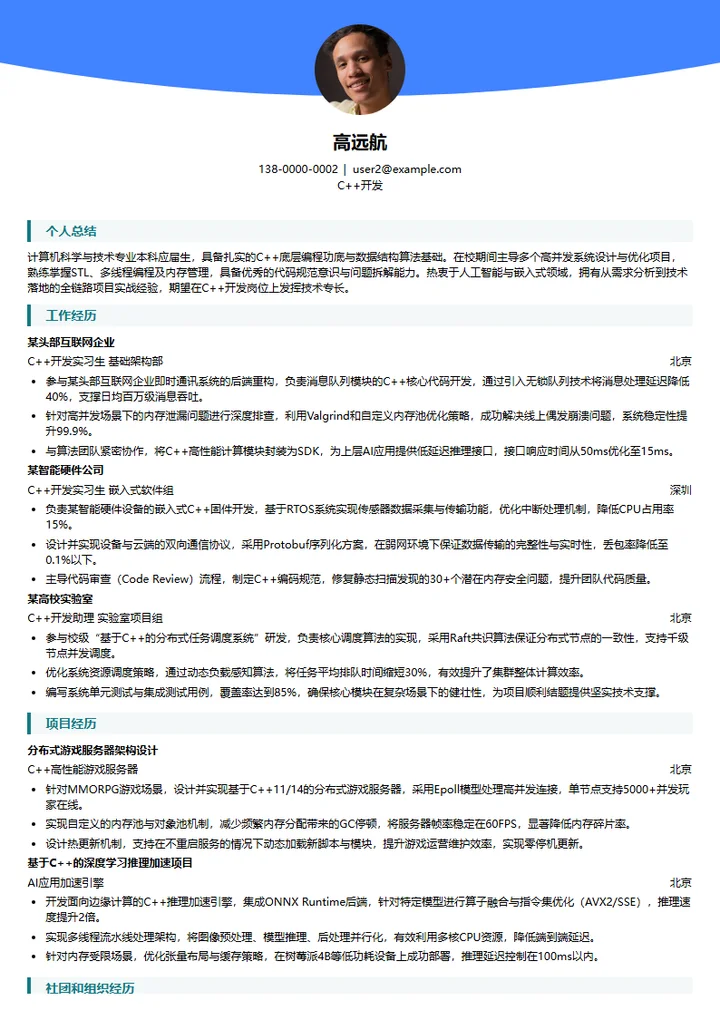 高远航
138-0000-0002 | user2@example.com
C++开发
个人总结
计算机科学与技术专业本科应届生，具备扎实的C++底层编程功底与数据结构算法基础。在校期间主导多个高并发系统设计与优化项目，
熟练掌握STL、多线程编程及内存管理，具备优秀的代码规范意识与问题拆解能力。热衷于人工智能与嵌入式领域，拥有从需求分析到技术
落地的全链路项目实战经验，期望在C++开发岗位上发挥技术专长。
工作经历
某头部互联网企业
C++开发实习生 基础架构部 北京
• 参与某头部互联网企业即时通讯系统的后端重构，负责消息队列模块的C++核心代码开发，通过引入无锁队列技术将消息处理延迟降低
40%，支撑日均百万级消息吞吐。
• 针对高并发场景下的内存泄漏问题进行深度排查，利用Valgrind和自定义内存池优化策略，成功解决线上偶发崩溃问题，系统稳定性提
升99.9%。
• 与算法团队紧密协作，将C++高性能计算模块封装为SDK，为上层AI应用提供低延迟推理接口，接口响应时间从50ms优化至15ms。
某智能硬件公司
C++开发实习生 嵌入式软件组 深圳
• 负责某智能硬件设备的嵌入式C++固件开发，基于RTOS系统实现传感器数据采集与传输功能，优化中断处理机制，降低CPU占用率
15%。
• 设计并实现设备与云端的双向通信协议，采用Protobuf序列化方案，在弱网环境下保证数据传输的完整性与实时性，丢包率降低至
0.1%以下。
• 主导代码审查（Code Review）流程，制定C++编码规范，修复静态扫描发现的30+个潜在内存安全问题，提升团队代码质量。
某高校实验室
C++开发助理 实验室项目组 北京
• 参与校级“基于C++的分布式任务调度系统”研发，负责核心调度算法的实现，采用Raft共识算法保证分布式节点的一致性，支持千级
节点并发调度。
• 优化系统资源调度策略，通过动态负载感知算法，将任务平均排队时间缩短30%，有效提升了集群整体计算效率。
• 编写系统单元测试与集成测试用例，覆盖率达到85%，确保核心模块在复杂场景下的健壮性，为项目顺利结题提供坚实技术支撑。
项目经历
分布式游戏服务器架构设计
C++高性能游戏服务器 北京
• 针对MMORPG游戏场景，设计并实现基于C++11/14的分布式游戏服务器，采用Epoll模型处理高并发连接，单节点支持5000+并发玩
家在线。
• 实现自定义的内存池与对象池机制，减少频繁内存分配带来的GC停顿，将服务器帧率稳定在60FPS，显著降低内存碎片率。
• 设计热更新机制，支持在不重启服务的情况下动态加载新脚本与模块，提升游戏运营维护效率，实现零停机更新。
基于C++的深度学习推理加速项目
AI应用加速引擎 北京
• 开发面向边缘计算的C++推理加速引擎，集成ONNX Runtime后端，针对特定模型进行算子融合与指令集优化（AVX2/SSE），推理速
度提升2倍。
• 实现多线程流水线处理架构，将图像预处理、模型推理、后处理并行化，有效利用多核CPU资源，降低端到端延迟。
• 针对内存受限场景，优化张量布局与缓存策略，在树莓派4B等低功耗设备上成功部署，推理延迟控制在100ms以内。
社团和组织经历